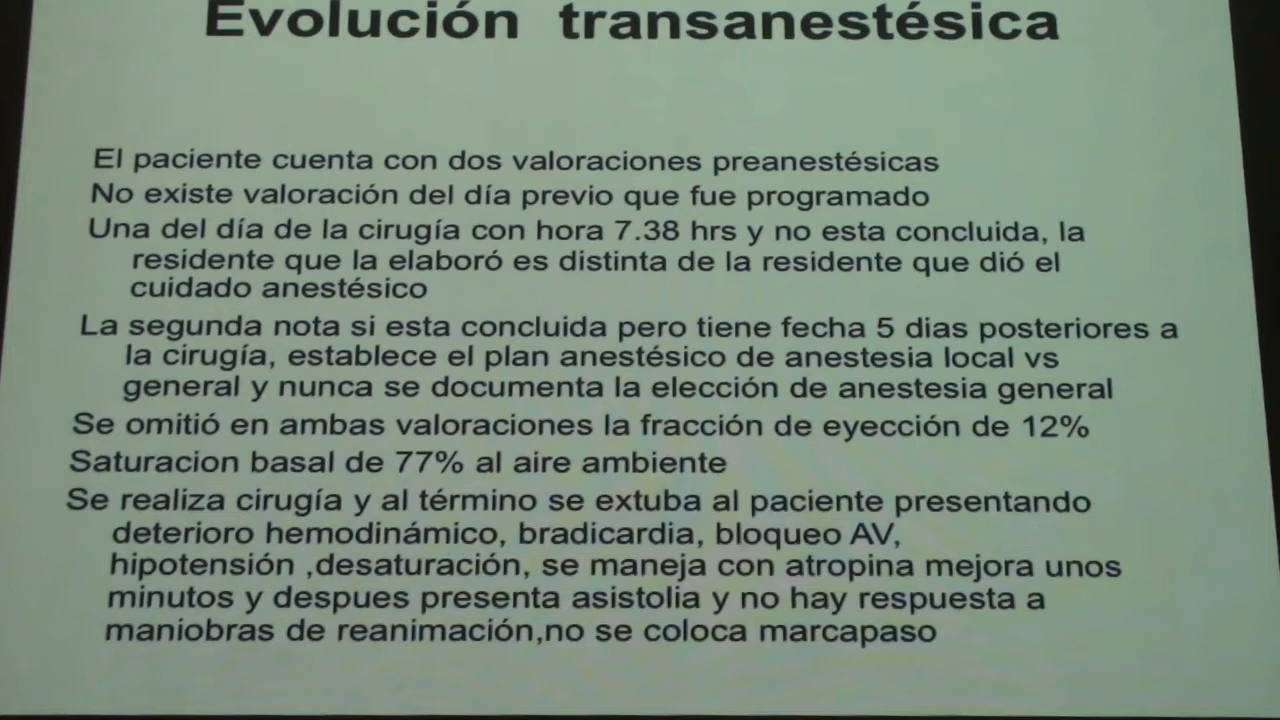 Evolución transanestésica
El paciente cuenta con dos valoraciones preanestésicas
No existe valoración del día previo que fue programado
Una del día de la cirugía con hora 7.38 hrs y no esta concluida, la
residente que la elaboró es distinta de la residente que dió el
cuidado anestésico
La segunda nota si esta concluida pero tiene fecha 5 dias posteriores a
la cirugía, establece el plan anestésico de anestesia local vs
general y nunca se documenta la elección de anestesia general
Se omitió en ambas valoraciones la fracción de eyección de 12%
Saturacion basal de 77% al aire ambiente
Se realiza cirugía y al término se extuba al paciente presentando
deterioro hemodinámico, bradicardia, bloqueo AV,
hipotensión ,desaturación, se maneja con atropina mejora unos
minutos y despues presenta asistolia y no hay respuesta a
maniobras de reanimación,no se coloca marcapaso